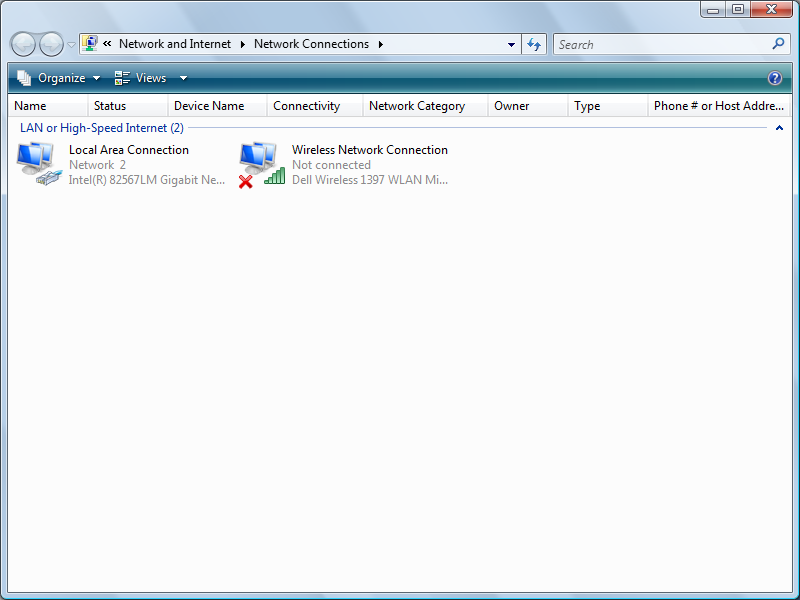 « Network and Internet Network Connections Search
Organize Views ?
Name Status Device Name Connectivity Network Category Owner Type Phone # or Host Addre...
LAN or High-Speed Internet (2)
Local Area Connection
Network 2
Intel(R) 82567LM Gigabit Ne...
Wireless Network Connection
Not connected
Dell Wireless 1397 WLAN Mi...